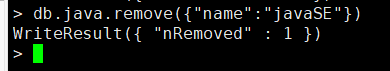 > db.java.remove({"name":"javaSE"})
WriteResult({ "nRemoved" : 1 })
>